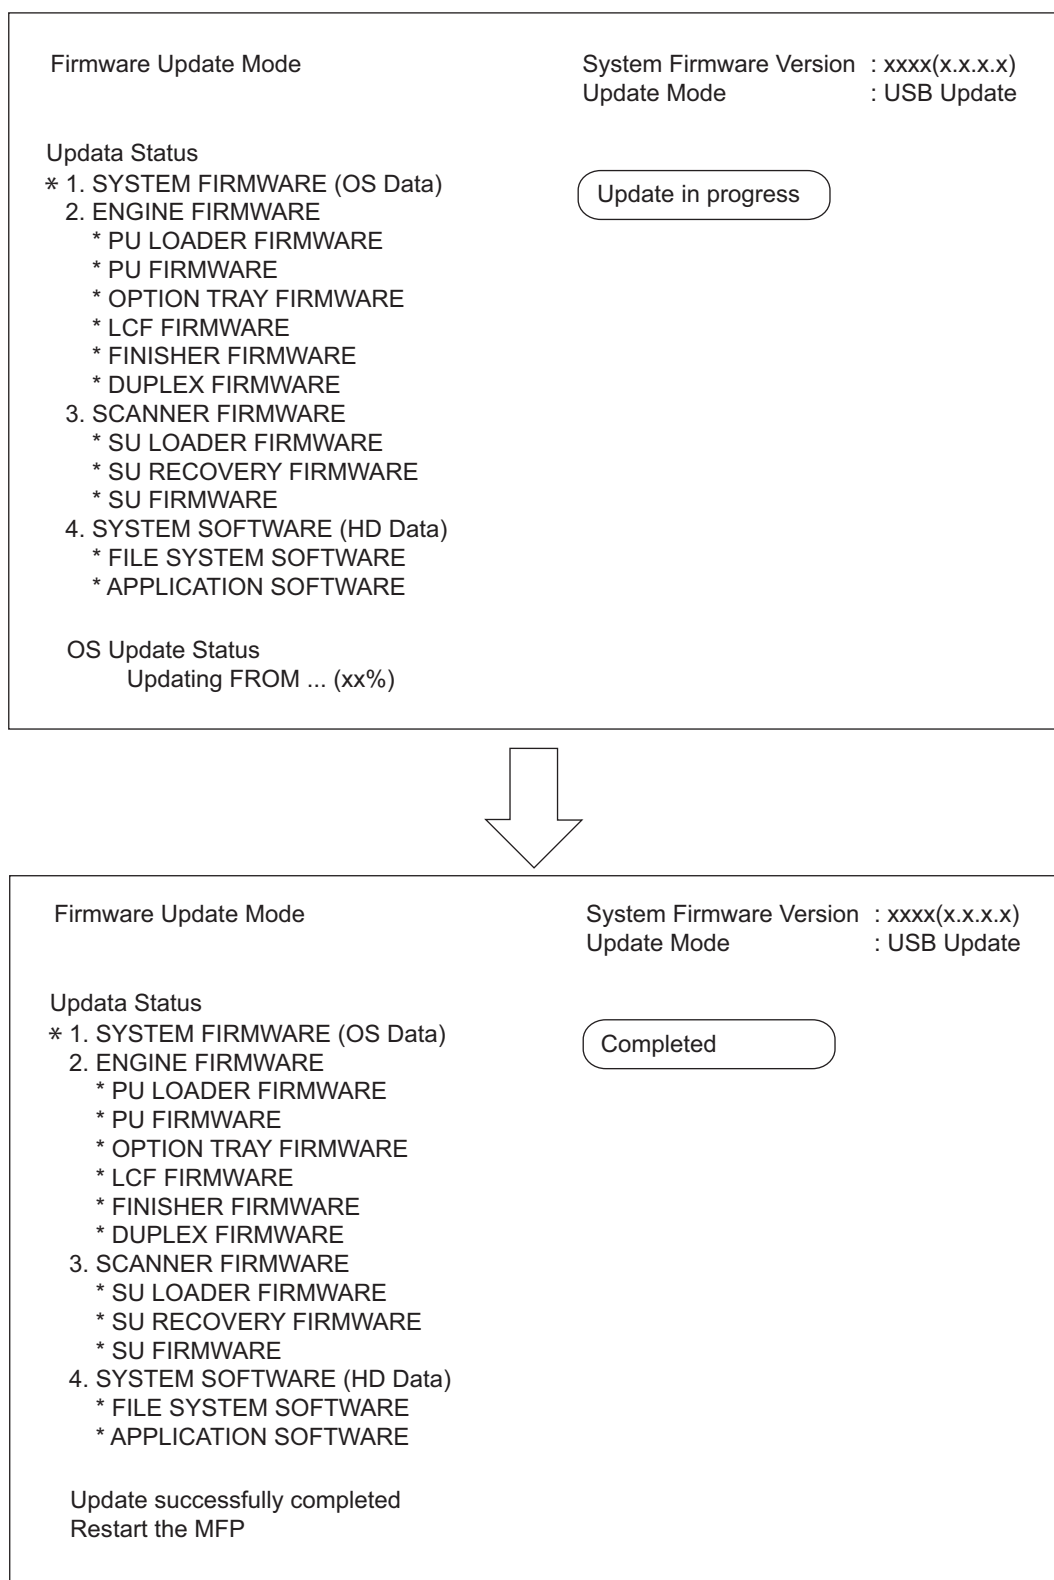 Firmware Update Mode
System Firmware Version : xxxx(x.x.x.x)
Update Mode : USB Update
Updata Status
* 1. SYSTEM FIRMWARE (OS Data)
Update in progress
2. ENGINE FIRMWARE
* PU LOADER FIRMWARE
* PU FIRMWARE
* OPTION TRAY FIRMWARE
* LCF FIRMWARE
* FINISHER FIRMWARE
* DUPLEX FIRMWARE
3. SCANNER FIRMWARE
* SU LOADER FIRMWARE
* SU RECOVERY FIRMWARE
* SU FIRMWARE
4. SYSTEM SOFTWARE (HD Data)
* FILE SYSTEM SOFTWARE
* APPLICATION SOFTWARE
OS Update Status
Updating FROM ... (xx%)
Firmware Update Mode
System Firmware Version : xxxx(x.x.x.x)
Update Mode : USB Update
Updata Status
* 1. SYSTEM FIRMWARE (OS Data)
Completed
2. ENGINE FIRMWARE
* PU LOADER FIRMWARE
* PU FIRMWARE
* OPTION TRAY FIRMWARE
* LCF FIRMWARE
* FINISHER FIRMWARE
* DUPLEX FIRMWARE
3. SCANNER FIRMWARE
* SU LOADER FIRMWARE
* SU RECOVERY FIRMWARE
* SU FIRMWARE
4. SYSTEM SOFTWARE (HD Data)
* FILE SYSTEM SOFTWARE
* APPLICATION SOFTWARE
Update successfully completed
Restart the MFP